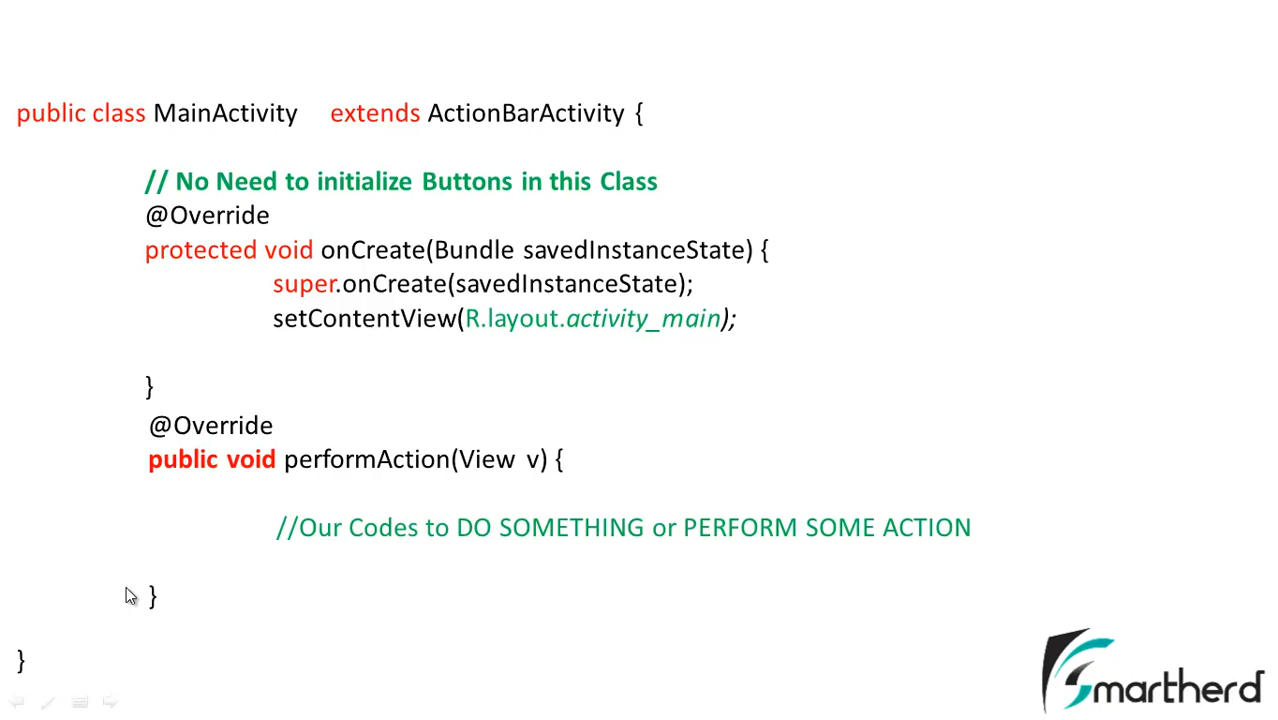 public class MainActivity extends ActionBarActivity {
// No Need to initialize Buttons in this Class
@Override
protected void onCreate(Bundle savedInstanceState) {
super.onCreate(savedInstanceState);
setContentView(R.layout.activity_main);
}
@Override
public void performAction(View v) {
//Our Codes to DO SOMETHING or PERFORM SOME ACTION
}
}
Smartherd